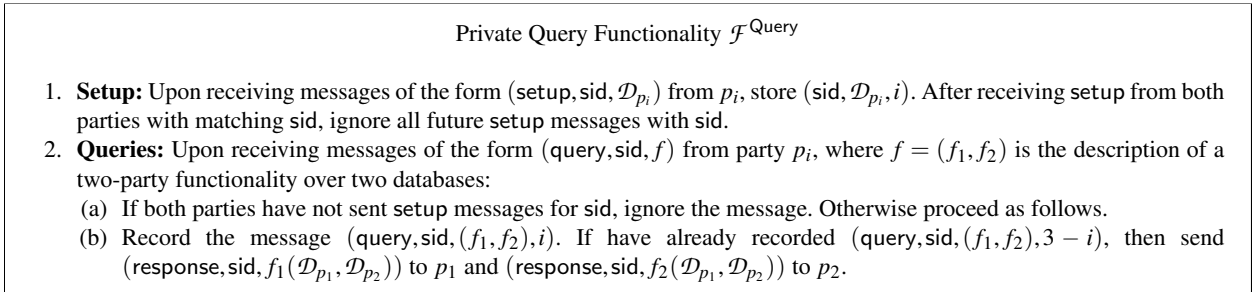 Private Query Functionality ℱ^Query
1. Setup: Upon receiving messages of the form (setup, sid, 𝒟_{p_i}) from p_i, store (sid, 𝒟_{p_i}, i). After receiving setup from both
parties with matching sid, ignore all future setup messages with sid.
2. Queries: Upon receiving messages of the form (query, sid, f) from party p_i, where f = (f_1, f_2) is the description of a
two-party functionality over two databases:
(a) If both parties have not sent setup messages for sid, ignore the message. Otherwise proceed as follows.
(b) Record the message (query, sid, (f_1, f_2), i). If have already recorded (query, sid, (f_1, f_2), 3 − i), then send
(response, sid, f_1(𝒟_{p_1}, 𝒟_{p_2})) to p_1 and (response, sid, f_2(𝒟_{p_1}, 𝒟_{p_2})) to p_2.